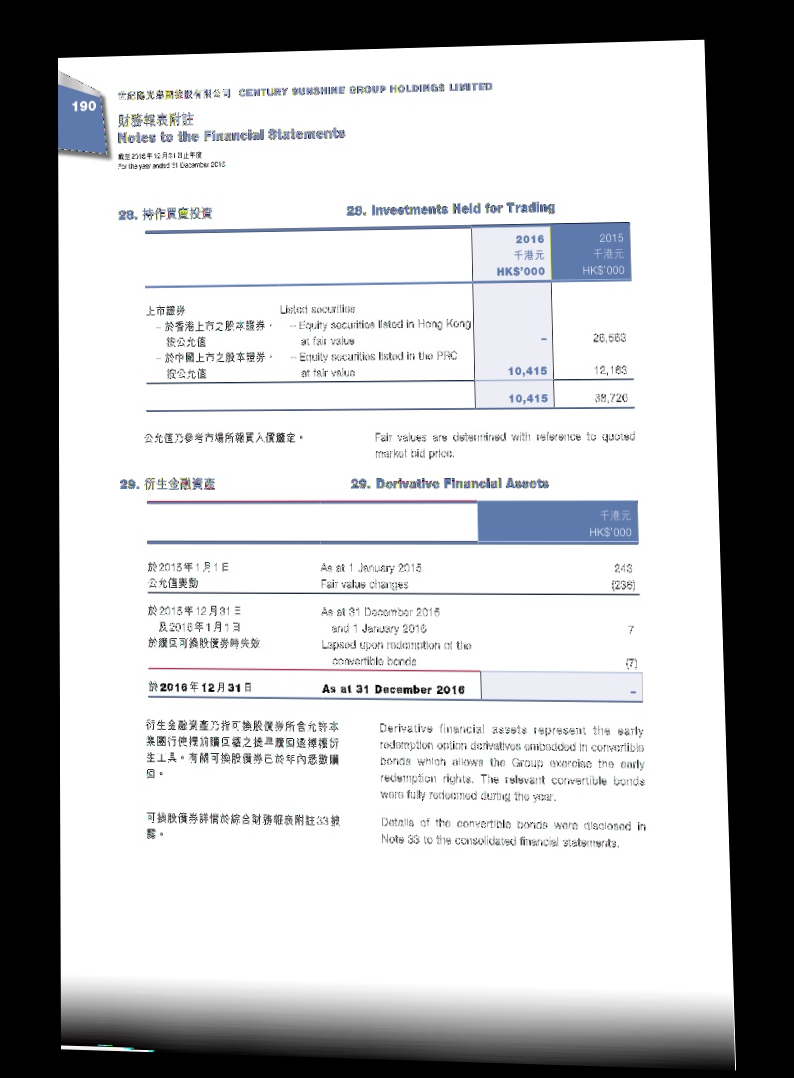 190
世紀陽光集團控股有限公司 CENTURY SUNSHINE GROUP HOLDINGS LIMITED
財務報表附註
Notes to the Financial Statements
截至2016年12月31日止年度
For the year ended 31 December 2016
28. 持作買賣投資 28. Investments Held for Trading
2016 2015
千港元 千港元
HK$'000 HK$'000
上市證券 Listed securities
– 於香港上市之股本證券， – Equity securities listed in Hong Kong
按公允值 at fair value – 26,563
– 於中國上市之股本證券， – Equity securities listed in the PRC
按公允值 at fair value 10,415 12,163
10,415 38,726
公允值乃參考市場所報買入價釐定。 Fair values are determined with reference to quoted
market bid price.
29. 衍生金融資產 29. Derivative Financial Assets
千港元
HK$'000
於2015年1月1日 As at 1 January 2015 243
公允值變動 Fair value changes (236)
於2015年12月31日 As at 31 December 2015
及2016年1月1日 and 1 January 2016 7
於贖回可換股債券時失效 Lapsed upon redemption of the
convertible bonds (7)
於2016年12月31日 As at 31 December 2016 –
衍生金融資產乃指可換股債券所含允許本
集團行使提前贖回權之提早贖回選擇權衍
生工具。有關可換股債券已於年內悉數贖
回。
Derivative financial assets represent the early
redemption option derivatives embedded in convertible
bonds which allows the Group exercise the early
redemption rights. The relevant convertible bonds
were fully redeemed during the year.
可換股債券詳情於綜合財務報表附註33披
露。
Details of the convertible bonds were disclosed in
Note 33 to the consolidated financial statements.